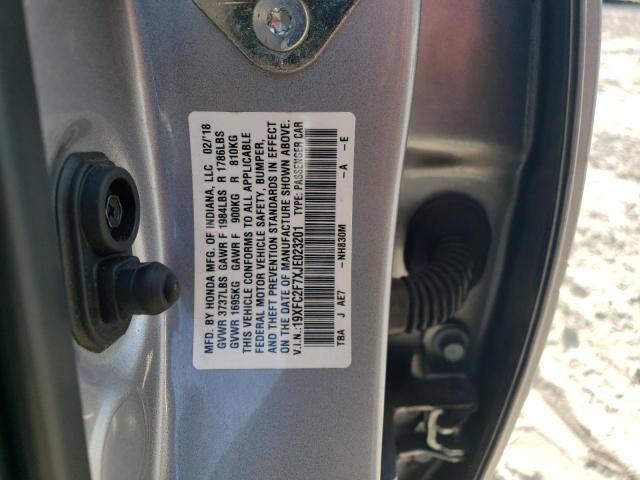 MFD. BY HONDA MFG. OF INDIANA, LLC 02/'18
GVWR 3737LBS GAWR F 1984LBS R 1786LBS
GVWR 1695KG GAWR F 900KG R 810KG
THIS VEHICLE CONFORMS TO ALL APPLICABLE
FEDERAL MOTOR VEHICLE SAFETY, BUMPER,
AND THEFT PREVENTION STANDARDS IN EFFECT
ON THE DATE OF MANUFACTURE SHOWN ABOVE.
V.I.N.:19XFC2F7XJE023201 TYPE: PASSENGER CAR
TBA J AE7 -NH830M -A -E